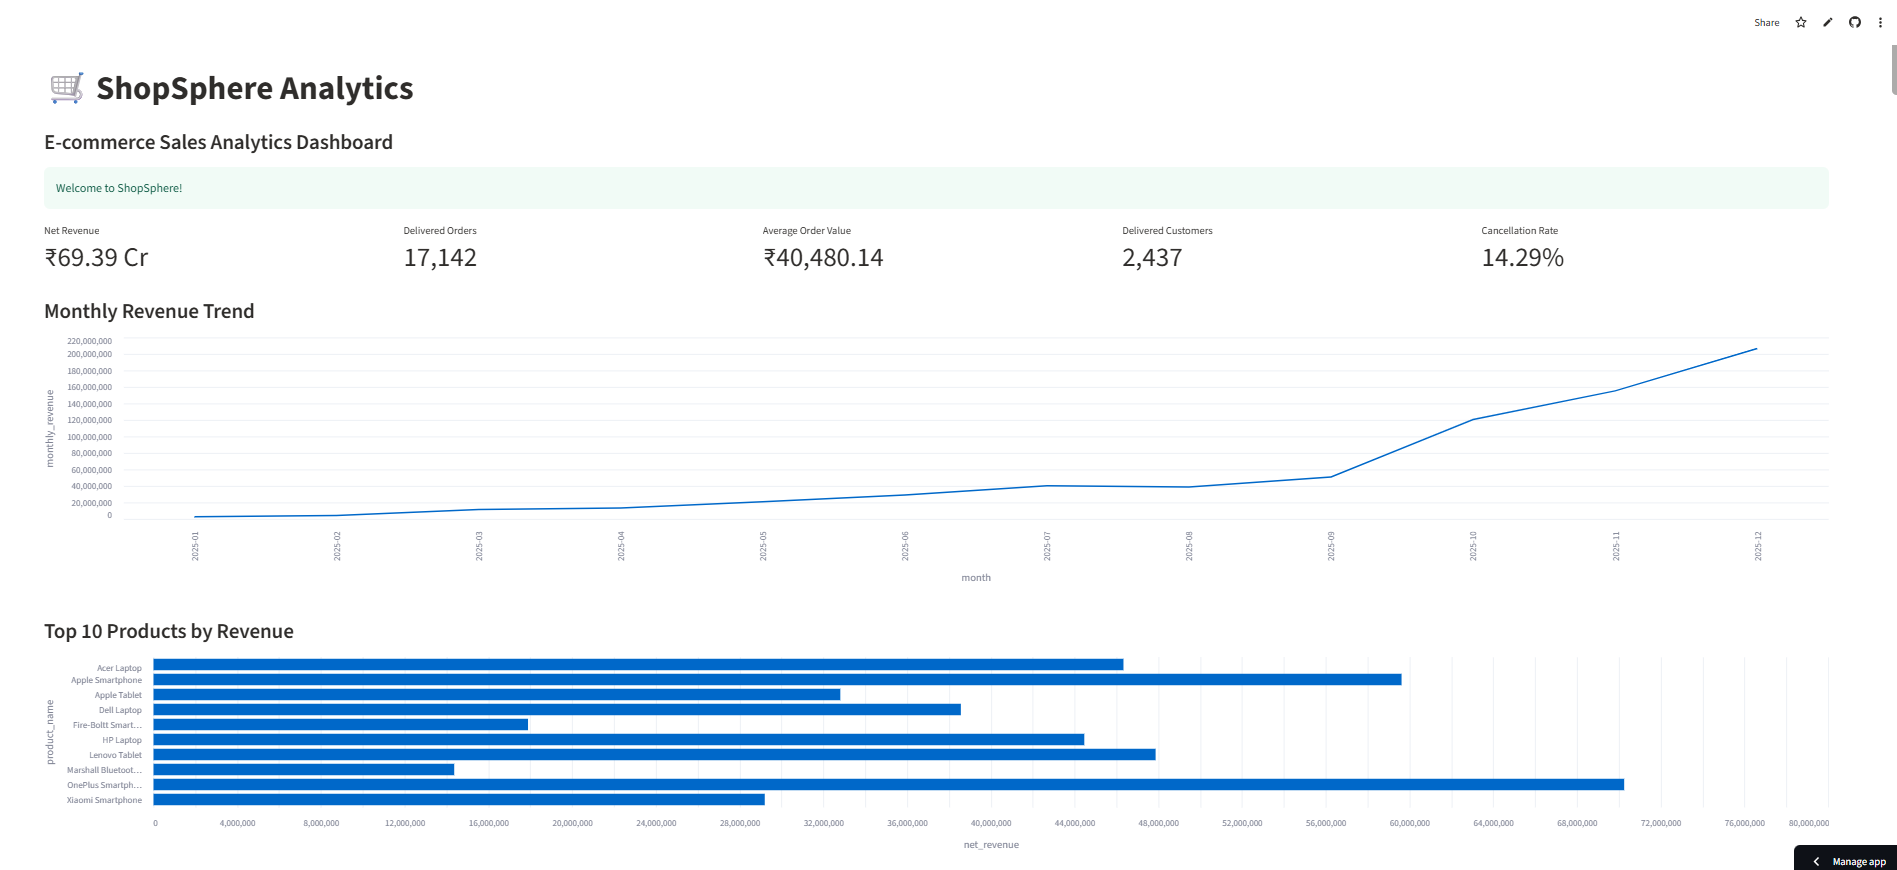 Share
ShopSphere Analytics
E-commerce Sales Analytics Dashboard
Welcome to ShopSphere!
Net Revenue
₹69.39 Cr
Delivered Orders
17,142
Average Order Value
₹40,480.14
Delivered Customers
2,437
Cancellation Rate
14.29%
Monthly Revenue Trend
monthly_revenue
220,000,000
200,000,000
180,000,000
160,000,000
140,000,000
120,000,000
100,000,000
80,000,000
60,000,000
40,000,000
20,000,000
0
2025-01
2025-02
2025-03
2025-04
2025-05
2025-06
2025-07
2025-08
2025-09
2025-10
2025-11
2025-12
month
Top 10 Products by Revenue
product_name
Acer Laptop
Apple Smartphone
Apple Tablet
Dell Laptop
Fire-Boltt Smart…
HP Laptop
Lenovo Tablet
Marshall Bluetoot…
OnePlus Smartph…
Xiaomi Smartphone
0
4,000,000
8,000,000
12,000,000
16,000,000
20,000,000
24,000,000
28,000,000
32,000,000
36,000,000
40,000,000
44,000,000
48,000,000
52,000,000
56,000,000
60,000,000
64,000,000
68,000,000
72,000,000
76,000,000
80,000,000
net_revenue
Manage app